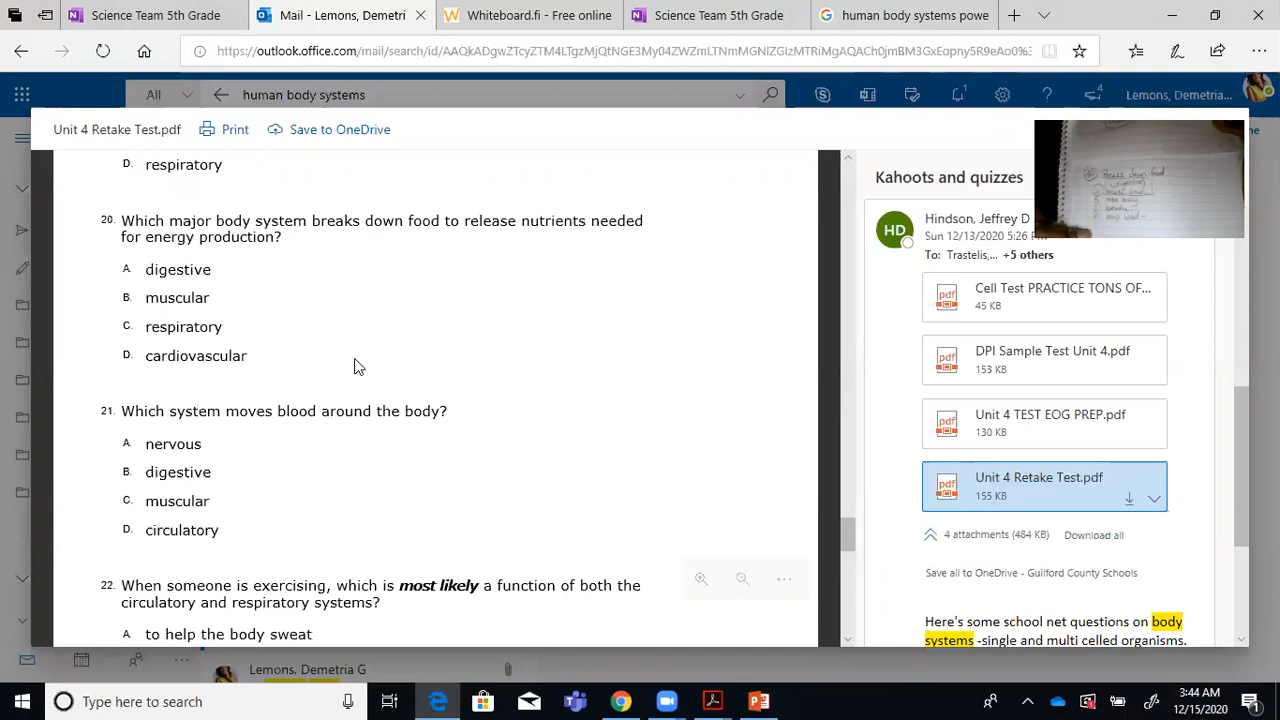 Science Team 5th Grade
Mail - Lemons, Demetri
Whiteboard.fi - Free online
Science Team 5th Grade
human body systems powe
https://outlook.office.com/mail/search/id/AAQkADgwZTcyZTM4LTgzMjQtNGE3My04ZWZmLTNmMGNlZGIzMTRiMgAQACh0jmBM3GxEopny5R9eAo0%3
All
human body systems
Lemons, Demetria...
Unit 4 Retake Test.pdf
Print
Save to OneDrive
D. respiratory
20. Which major body system breaks down food to release nutrients needed
for energy production?
A. digestive
B. muscular
C. respiratory
D. cardiovascular
21. Which system moves blood around the body?
A. nervous
B. digestive
C. muscular
D. circulatory
22. When someone is exercising, which is most likely a function of both the
circulatory and respiratory systems?
A. to help the body sweat
Kahoots and quizzes
HD
Hindson, Jeffrey D
Sun 12/13/2020 5:26 P
To: Trastelis,... +5 others
Breaks down
pdf
Cell Test PRACTICE TONS OF...
45 KB
pdf
DPI Sample Test Unit 4.pdf
153 KB
pdf
Unit 4 TEST EOG PREP.pdf
130 KB
pdf
Unit 4 Retake Test.pdf
155 KB
4 attachments (484 KB)
Download all
Save all to OneDrive - Guilford County Schools
Here's some school net questions on body
systems -single and multi celled organisms.
Lemons, Demetria G
Type here to search
3:44 AM
12/15/2020
1